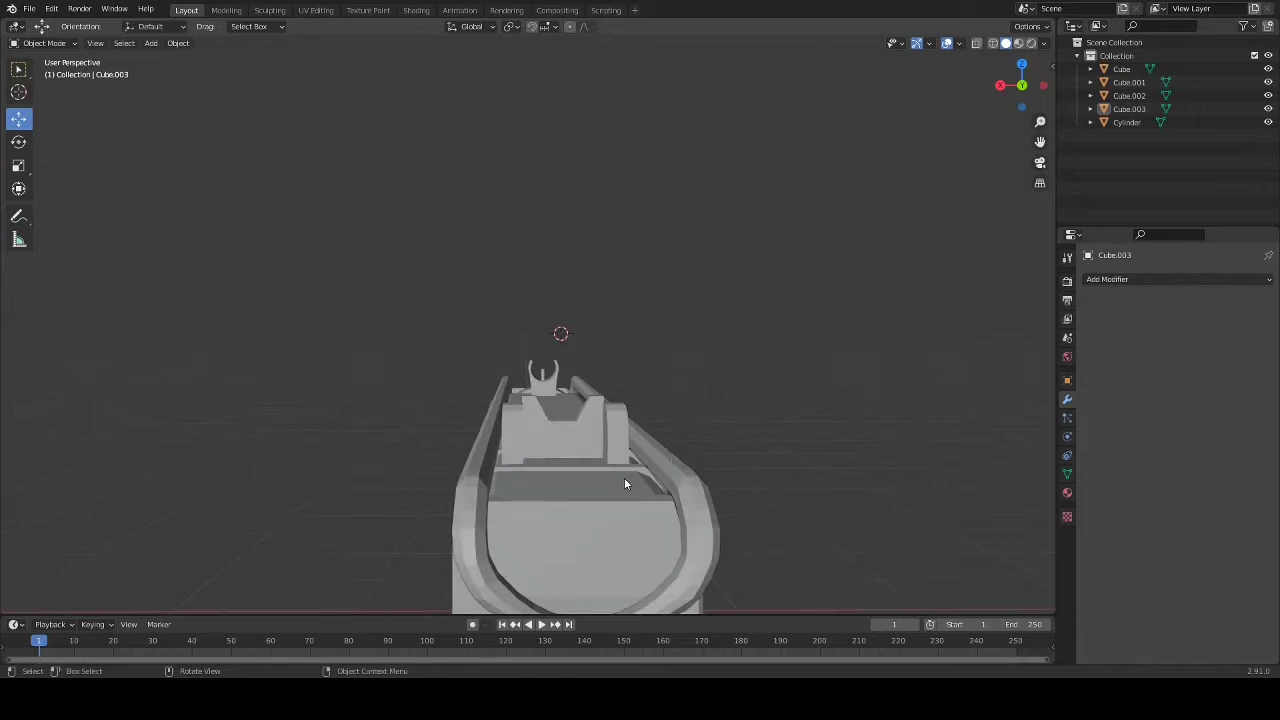 File Edit Render Window Help Layout Modeling Sculpting UV Editing Texture Paint Shading Animation Rendering Compositing Scripting + Scene View Layer
Orientation: Default Drag: Select Box Global Options
Object Mode View Select Add Object
User Perspective
(1) Collection | Cube.003
Z
X
Y
Scene Collection
Collection
Cube
Cube.001
Cube.002
Cube.003
Cylinder
Cube.003
Add Modifier
Playback Keying View Marker 1 Start 1 End 250
1 10 20 30 40 50 60 70 80 90 100 110 120 130 140 150 160 170 180 190 200 210 220 230 240 250
Select Box Select Rotate View Object Context Menu 2.91.0